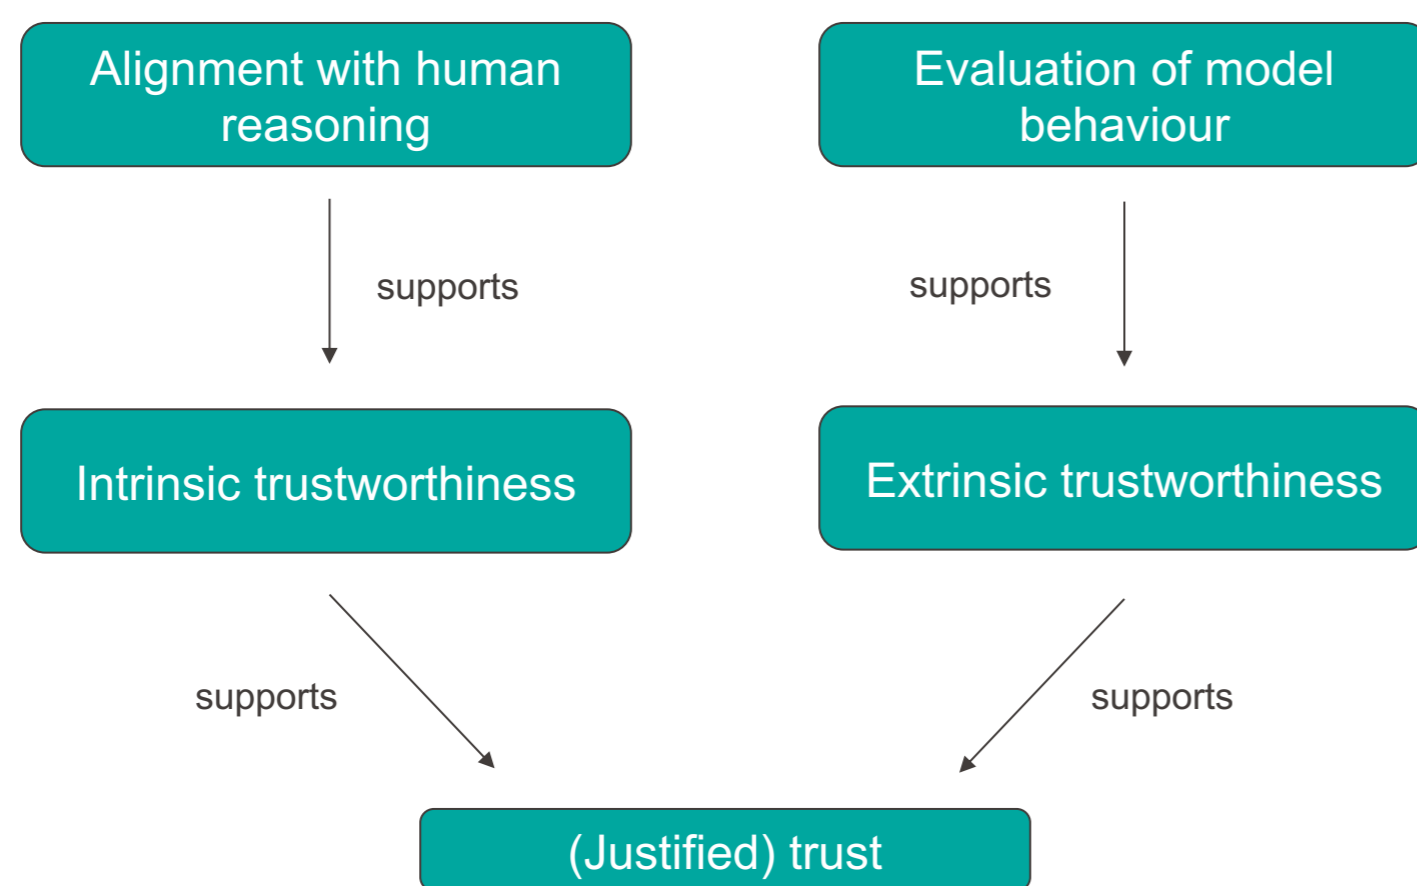 Alignment with human
reasoning
Evaluation of model
behaviour
supports
supports
Intrinsic trustworthiness
Extrinsic trustworthiness
supports
supports
(Justified) trust